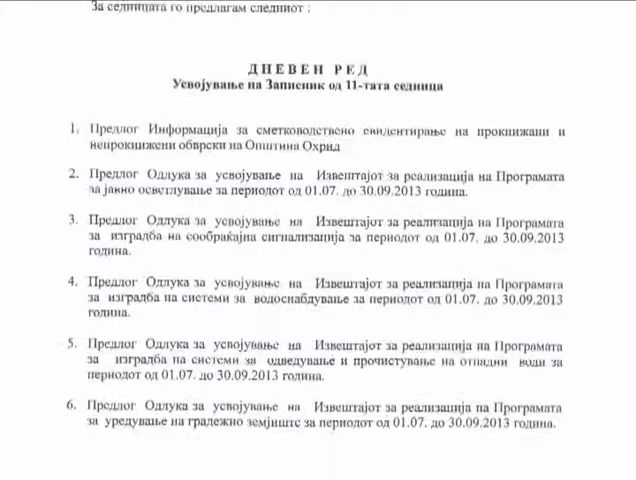 За седницата го предлагам следниот :
Д Н Е В Е Н  Р Е Д
Усвојување на Записник од 11-тата седница
1. Предлог Информација за сметководствено евидентирање на прокнижани и
непрокнижени обврски на Општина Охрид
2. Предлог Одлука за усвојување на Извештајот за реализација на Програмата
за јавно осветлување за периодот од 01.07. до 30.09.2013 година.
3. Предлог Одлука за усвојување на Извештајот за реализација на Програмата
за изградба на сообраќајна сигнализација за периодот од 01.07. до 30.09.2013
година.
4. Предлог Одлука за усвојување на Извештајот за реализација на Програмата
за изградба на системи за водоснабдување за периодот од 01.07. до 30.09.2013
година.
5. Предлог Одлука за усвојување на Извештајот за реализација на Програмата
за изградба на системи за одведување и прочистување на отпадни води за
периодот од 01.07. до 30.09.2013 година.
6. Предлог Одлука за усвојување на Извештајот за реализација на Програмата
за уредување на градежно земјиште за периодот од 01.07. до 30.09.2013 година.